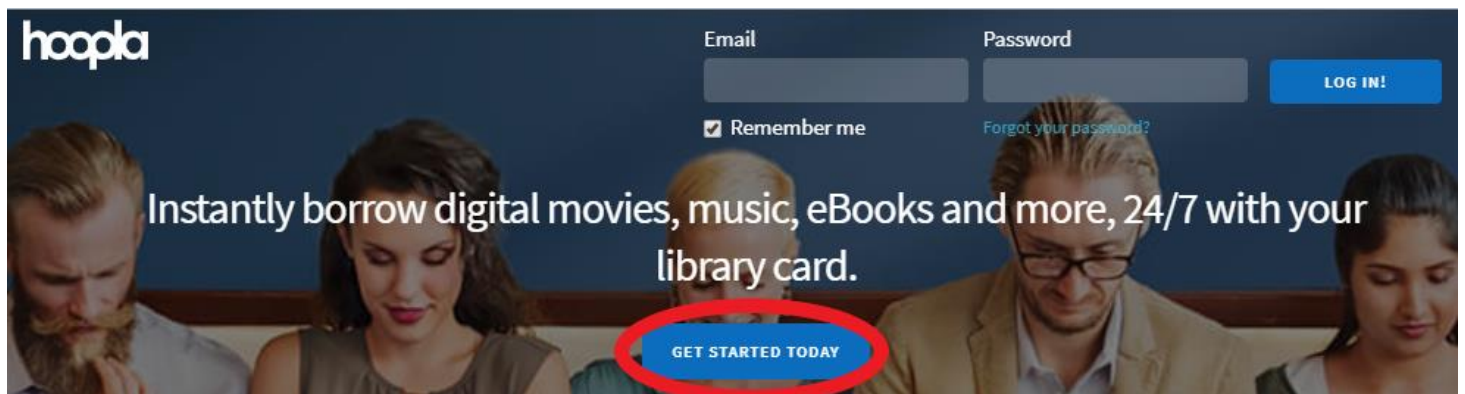 hoopla
Email
Password
LOG IN!
Remember me
Forgot your password?
Instantly borrow digital movies, music, eBooks and more, 24/7 with your
library card.
GET STARTED TODAY